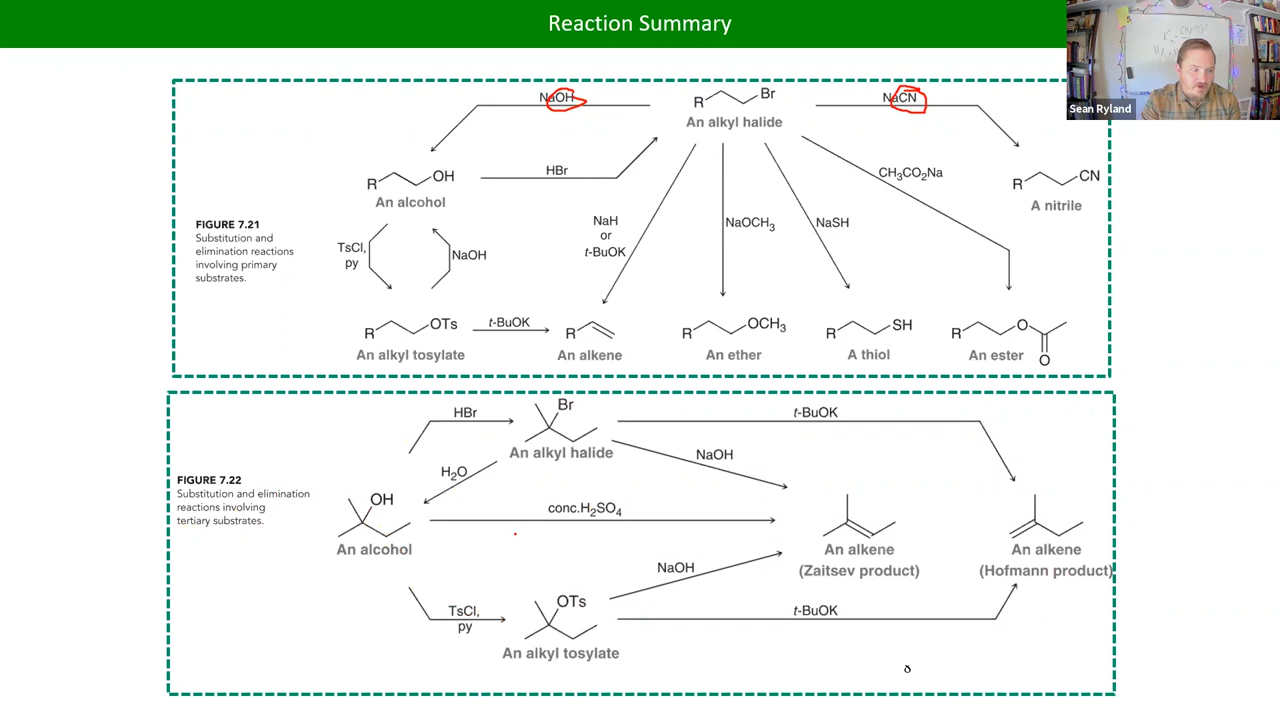 Reaction Summary
Sean Ryland
NaOH
Br
R
An alkyl halide
NaCN
R
OH
An alcohol
HBr
CH₃CO₂Na
R
CN
A nitrile
FIGURE 7.21
Substitution and
elimination reactions
involving primary
substrates.
TsCl,
py
NaOH
NaH
or
t-BuOK
NaOCH₃
NaSH
R
OTs
An alkyl tosylate
t-BuOK
R
An alkene
R
OCH₃
An ether
R
SH
A thiol
R
O
O
An ester
FIGURE 7.22
Substitution and elimination
reactions involving
tertiary substrates.
HBr
Br
An alkyl halide
t-BuOK
H₂O
NaOH
OH
An alcohol
conc.H₂SO₄
An alkene
(Zaitsev product)
An alkene
(Hofmann product)
TsCl,
py
OTs
An alkyl tosylate
NaOH
t-BuOK